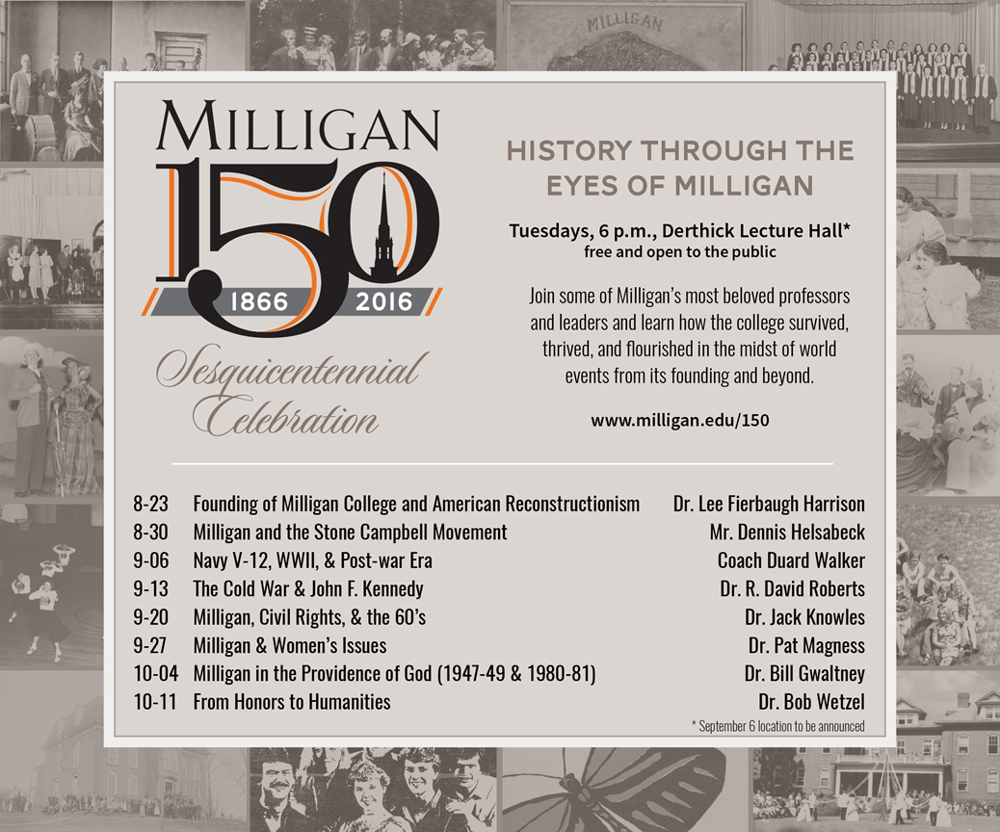 MILLIGAN
MILLIGAN
150
1866 2016
Sesquicentennial
Celebration
HISTORY THROUGH THE
EYES OF MILLIGAN
Tuesdays, 6 p.m., Derthick Lecture Hall*
free and open to the public
Join some of Milligan's most beloved professors
and leaders and learn how the college survived,
thrived, and flourished in the midst of world
events from its founding and beyond.
www.milligan.edu/150
8-23 Founding of Milligan College and American Reconstructionism Dr. Lee Fierbaugh Harrison
8-30 Milligan and the Stone Campbell Movement Mr. Dennis Helsabeck
9-06 Navy V-12, WWII, & Post-war Era Coach Duard Walker
9-13 The Cold War & John F. Kennedy Dr. R. David Roberts
9-20 Milligan, Civil Rights, & the 60's Dr. Jack Knowles
9-27 Milligan & Women's Issues Dr. Pat Magness
10-04 Milligan in the Providence of God (1947-49 & 1980-81) Dr. Bill Gwaltney
10-11 From Honors to Humanities Dr. Bob Wetzel
* September 6 location to be announced